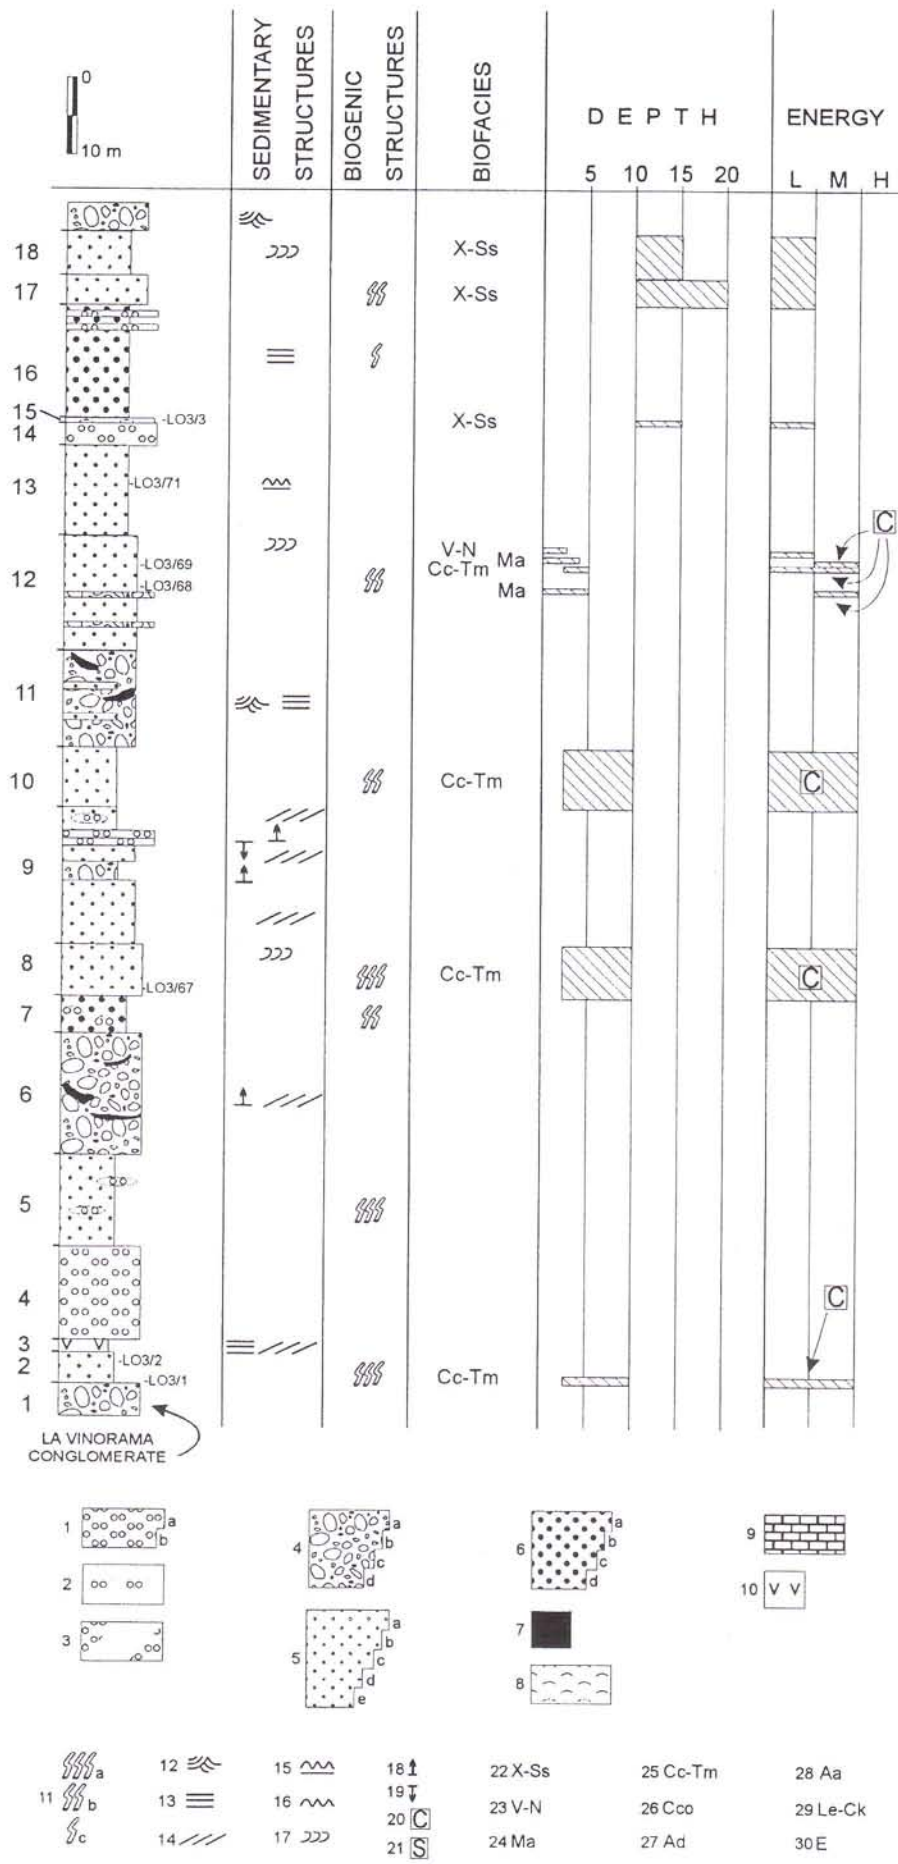 0
10 m
SEDIMENTARY
STRUCTURES
BIOGENIC
STRUCTURES
BIOFACIES
D E P T H
5 10 15 20
ENERGY
L M H
18 X-Ss
17 X-Ss
16
15 -LO3/3
14 X-Ss
13 -LO3/71
C
V-N
-LO3/69 Ma
Cc-Tm
12 -LO3/68
Ma
11
10 Cc-Tm C
9
8 Cc-Tm C
-LO3/67
7
6
5
4 C
3
2 -LO3/2
-LO3/1 Cc-Tm
1
LA VINORAMA
CONGLOMERATE
1 a b
2
3
4 a b c d
5 a b c d e
6 a b c d
7
8
9
10 V V
11 a b c
12
13
14
15
16
17
18
19
20 C
21 S
22 X-Ss
23 V-N
24 Ma
25 Cc-Tm
26 Cco
27 Ad
28 Aa
29 Le-Ck
30 E